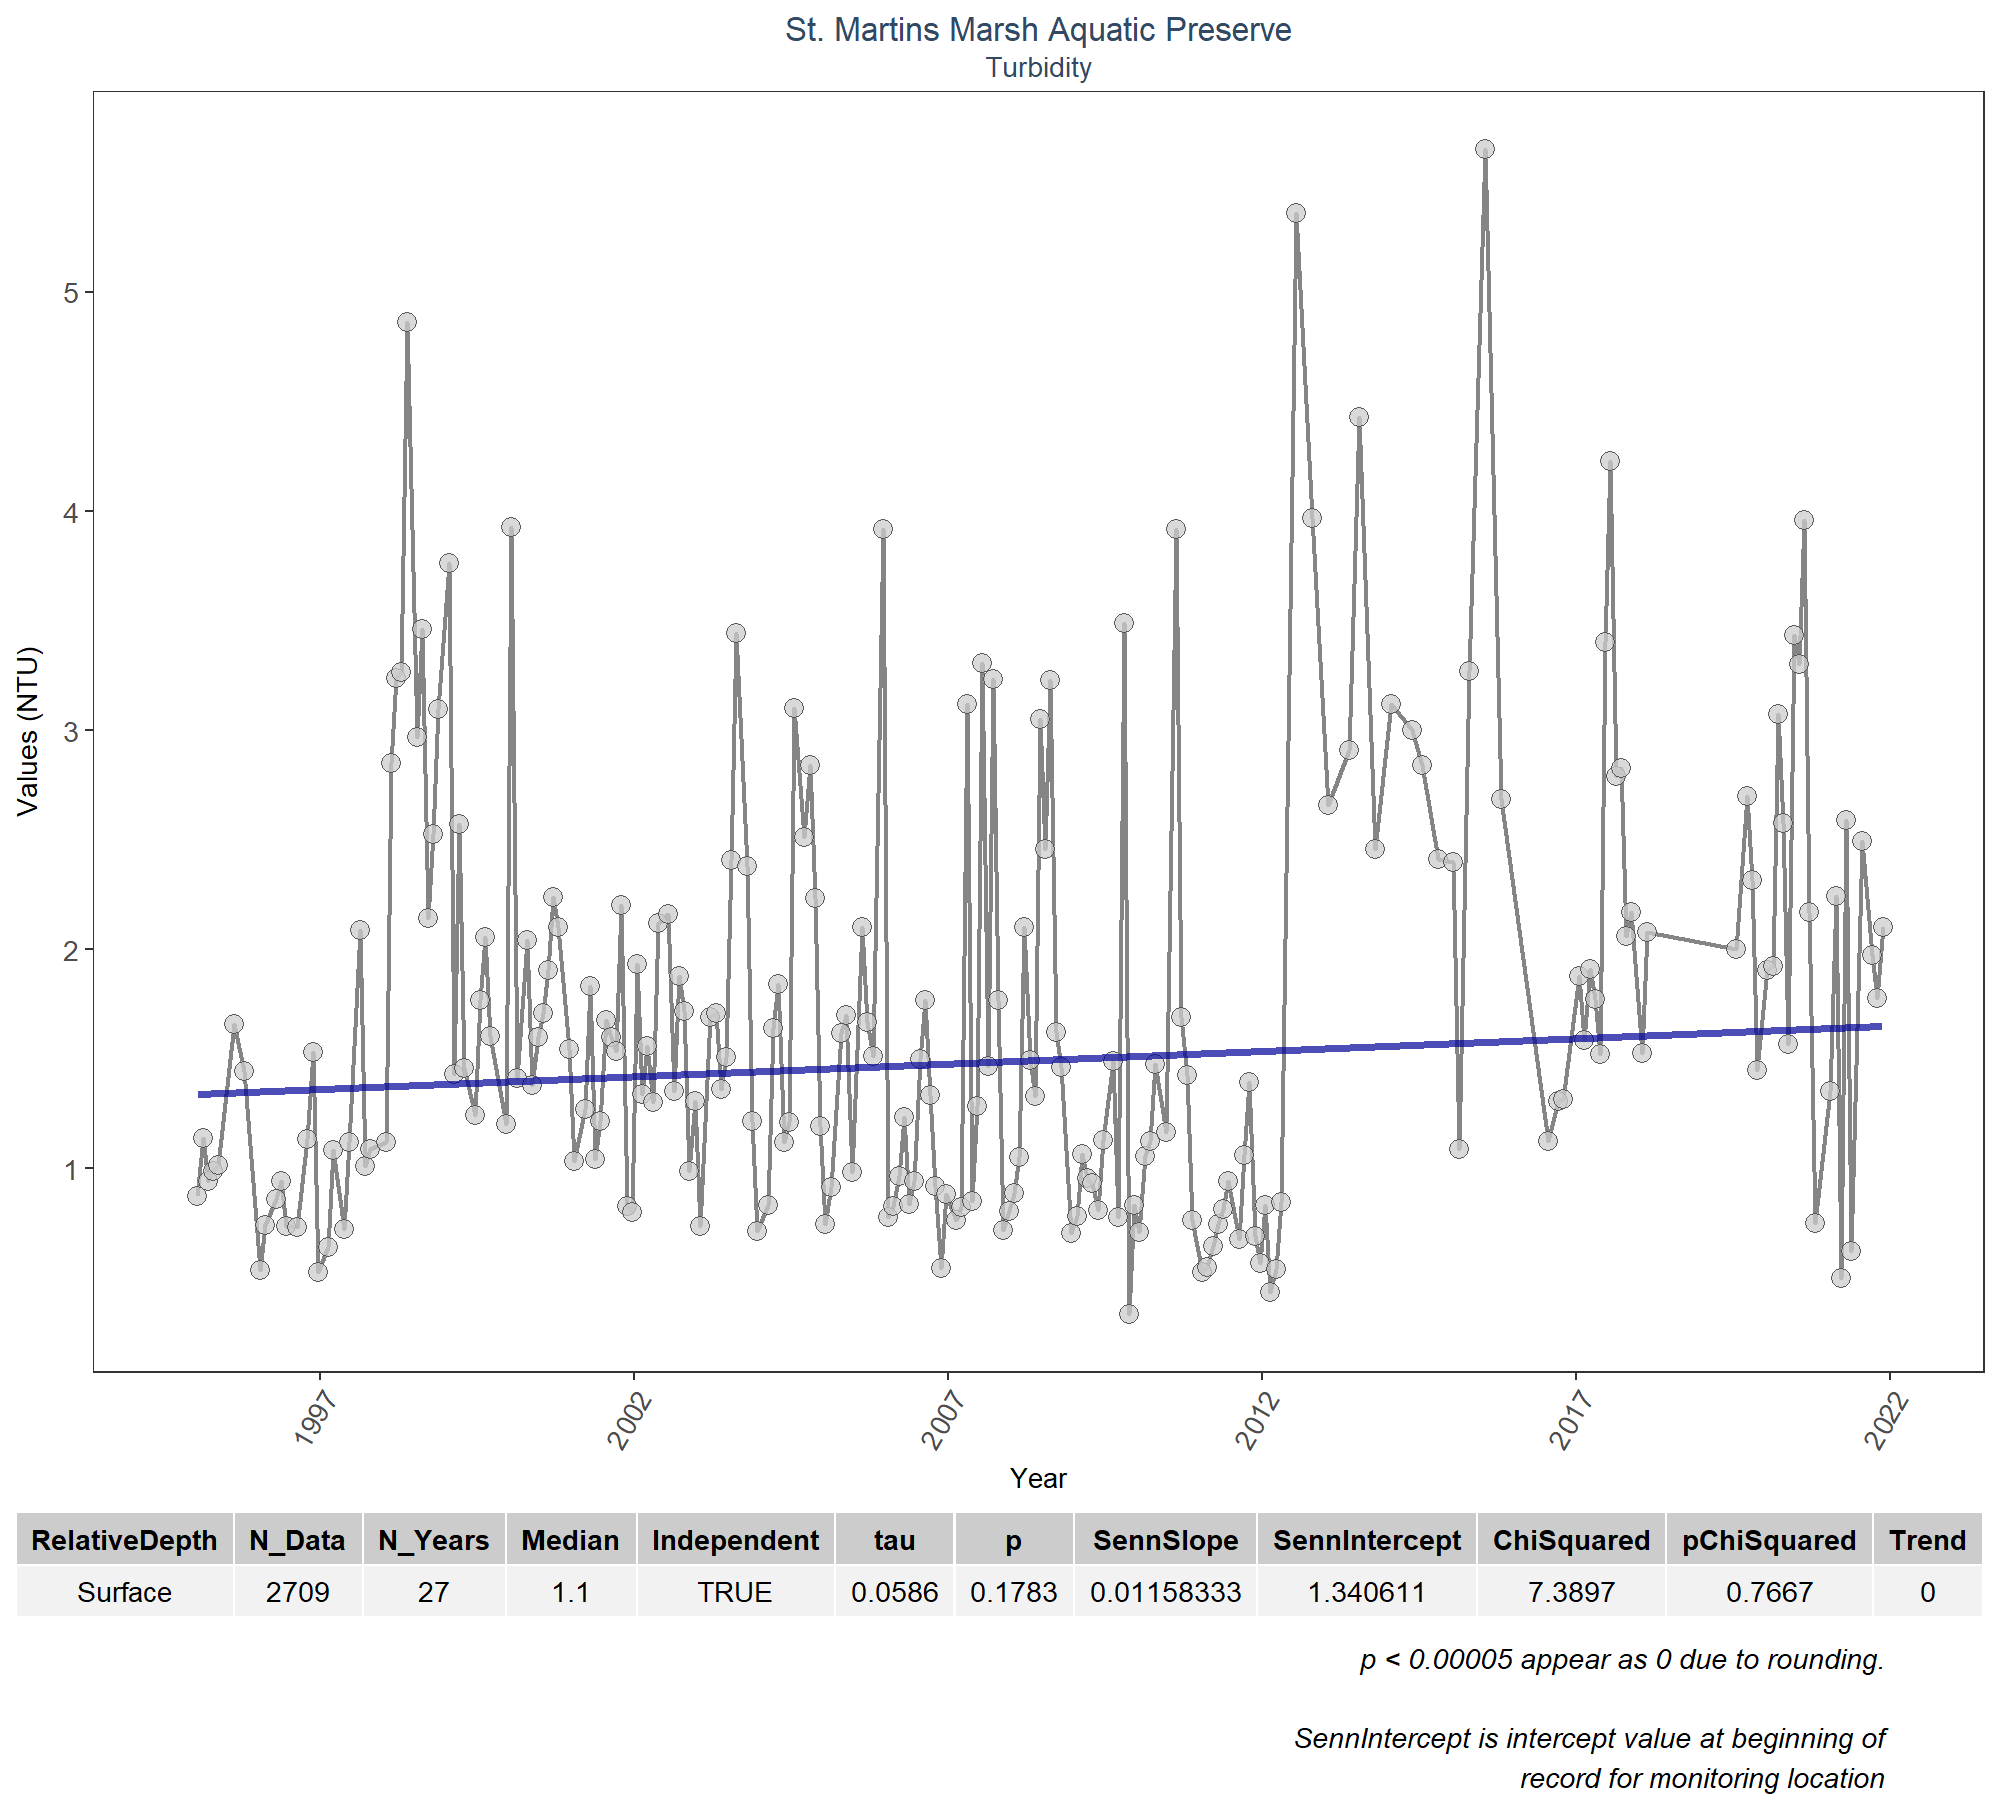 St. Martins Marsh Aquatic Preserve
Turbidity
Values (NTU)
5
4
3
2
1
1997 2002 2007 2012 2017 2022
Year
RelativeDepth N_Data N_Years Median Independent tau p SennSlope SennIntercept ChiSquared pChiSquared Trend
Surface 2709 27 1.1 TRUE 0.0586 0.1783 0.01158333 1.340611 7.3897 0.7667 0
p < 0.00005 appear as 0 due to rounding.
SennIntercept is intercept value at beginning of
record for monitoring location